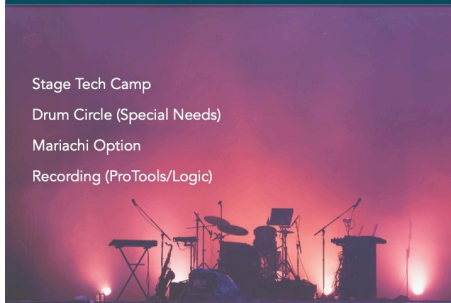 Stage Tech Camp
Drum Circle (Special Needs)
Mariachi Option
Recording (ProTools/Logic)